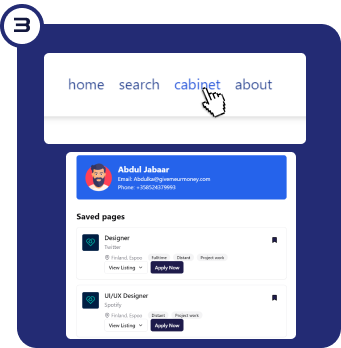 3
home search cabinet about
Abdul Jabaar
Email: Abdulka@givemeurmoney.com
Phone: +358524379993
Saved pages
Designer
Twitter
Finland, Espoo Fulltime Distant Project work
View Listing Apply Now
UI/UX Designer
Spotify
Finland, Espoo Distant Project work
View Listing Apply Now